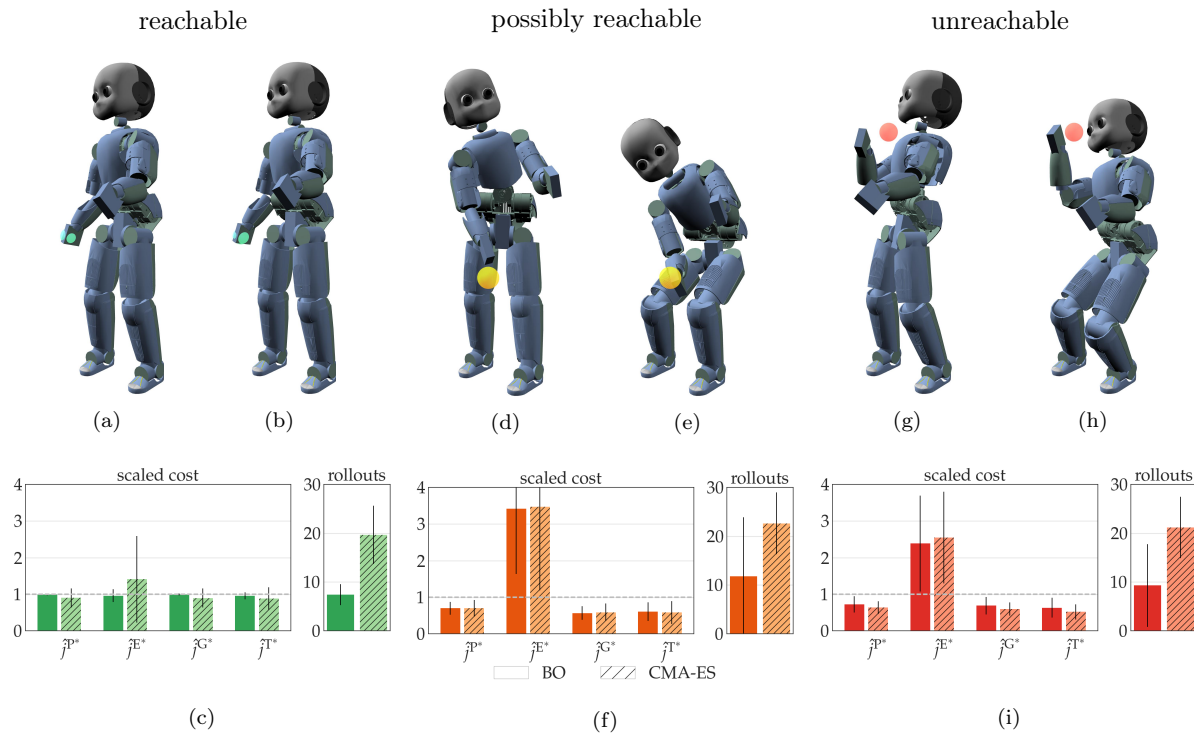 reachable
possibly reachable
unreachable
(a)
(b)
(d)
(e)
(g)
(h)
scaled cost
rollouts
4
3
2
1
0
30
20
10
0
ĵP*
ĵE*
ĵG*
ĵT*
(c)
scaled cost
rollouts
4
3
2
1
0
30
20
10
0
ĵP*
ĵE*
ĵG*
ĵT*
BO
CMA-ES
(f)
scaled cost
rollouts
4
3
2
1
0
30
20
10
0
ĵP*
ĵE*
ĵG*
ĵT*
(i)